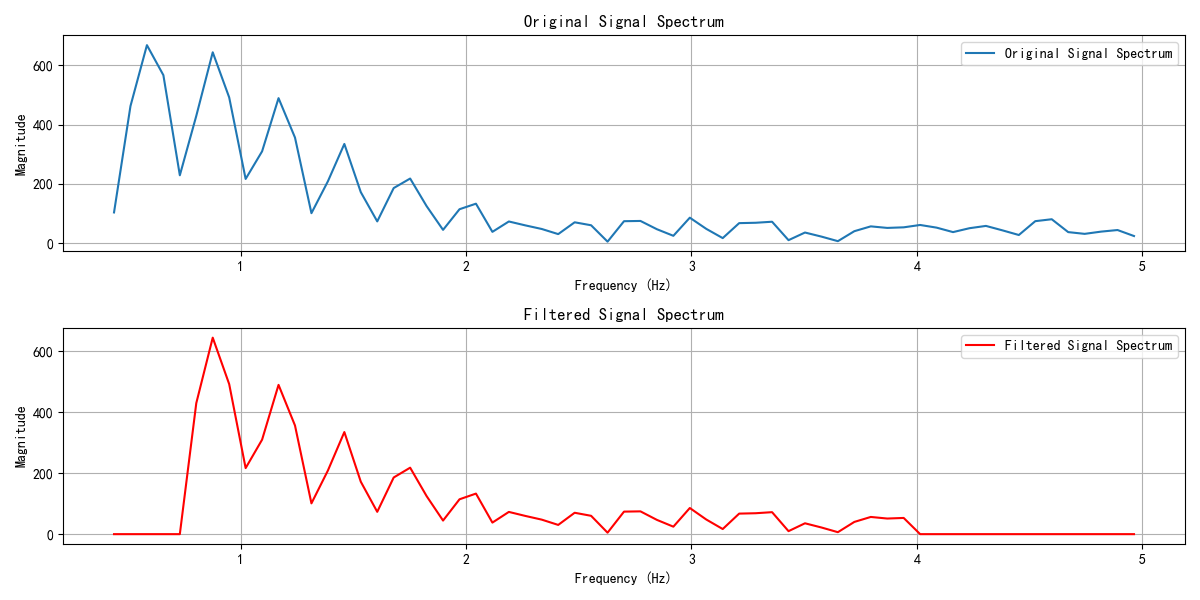 Original Signal Spectrum
Original Signal Spectrum
Magnitude
600
400
200
0
1 2 3 4 5
Frequency (Hz)
Filtered Signal Spectrum
Filtered Signal Spectrum
Magnitude
600
400
200
0
1 2 3 4 5
Frequency (Hz)